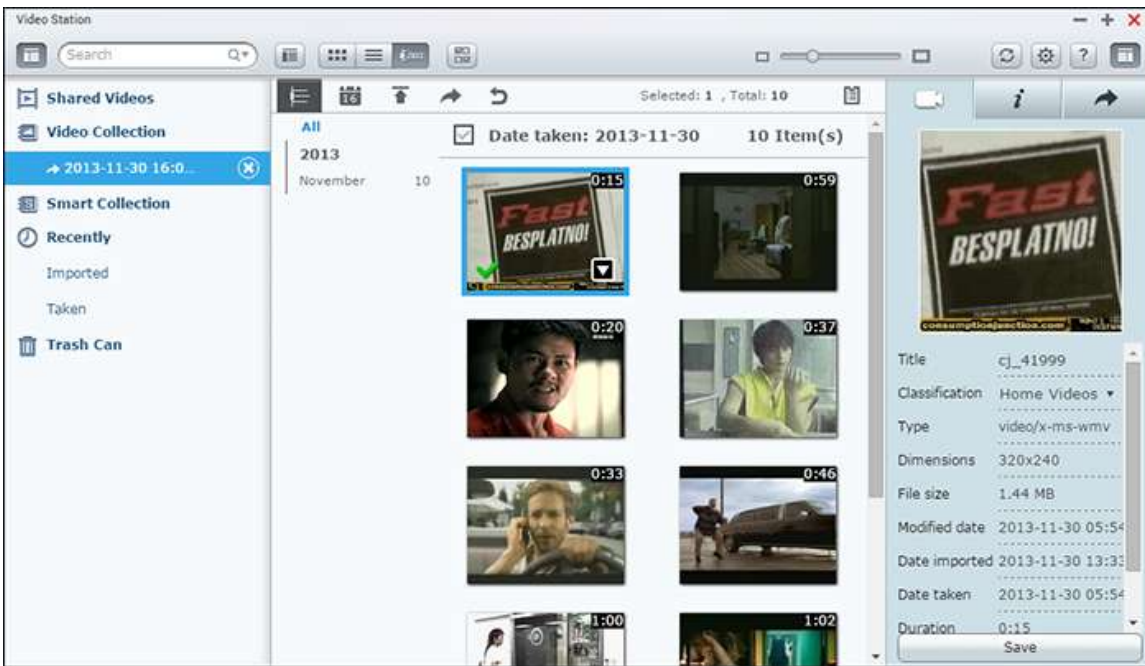 Video Station
Search
Shared Videos
Video Collection
2013-11-30 16:0...
Smart Collection
Recently
Imported
Taken
Trash Can
16
Selected: 1 , Total: 10
All
2013
November 10
Date taken: 2013-11-30 10 Item(s)
0:15
Fast
BESPLATNO!
0:59
0:20
0:37
0:33
0:46
1:00
1:02
Fast
BESPLATNO!
consumptionjunction.com
Title cj_41999
Classification Home Videos
Type video/x-ms-wmv
Dimensions 320x240
File size 1.44 MB
Modified date 2013-11-30 05:54
Date imported 2013-11-30 13:33
Date taken 2013-11-30 05:54
Duration 0:15
Save